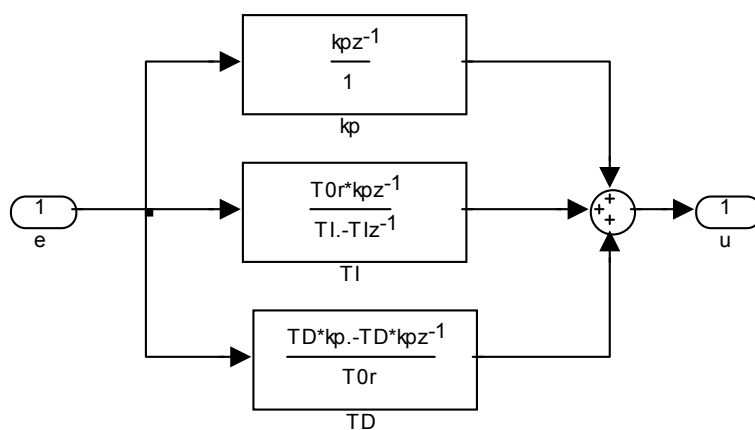 kpz-1
1
kp
1
e
T0r*kpz-1
TI.-TIz-1
TI
+
+
+
1
u
TD*kp.-TD*kpz-1
T0r
TD